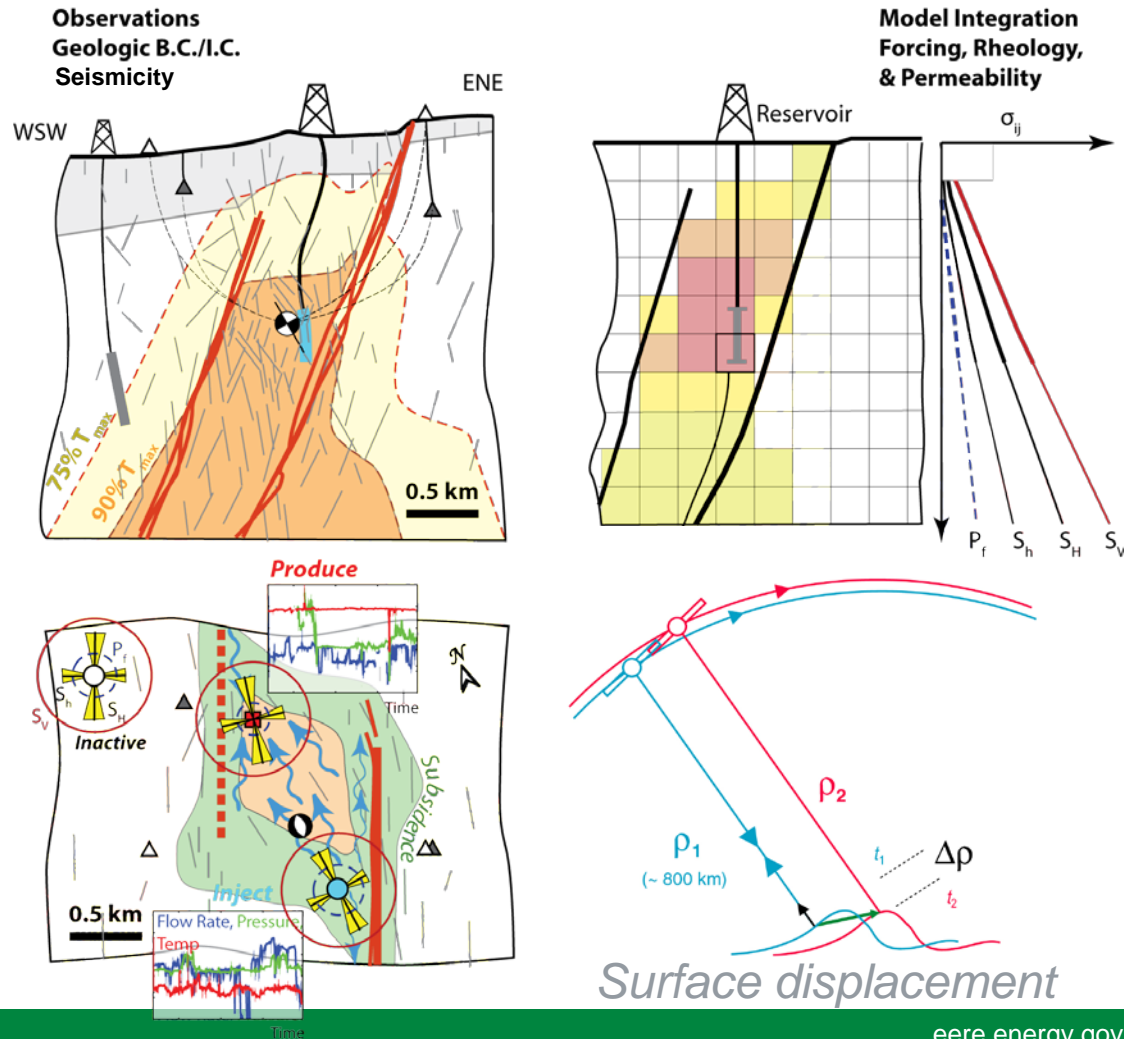 Observations
Geologic B.C./I.C.
Seismicity
WSW
ENE
75% T max
90% T max
0.5 km
Model Integration
Forcing, Rheology,
& Permeability
Reservoir
σij
Pf Sh SH SV
Produce
Time
N
Pf
Sh
SH
SV
Inactive
Subsidence
Inject
0.5 km
Flow Rate, Pressure,
Temp
Time
ρ1
(~ 800 km)
ρ2
t1
Δρ
t2
Surface displacement
eere.energy.gov